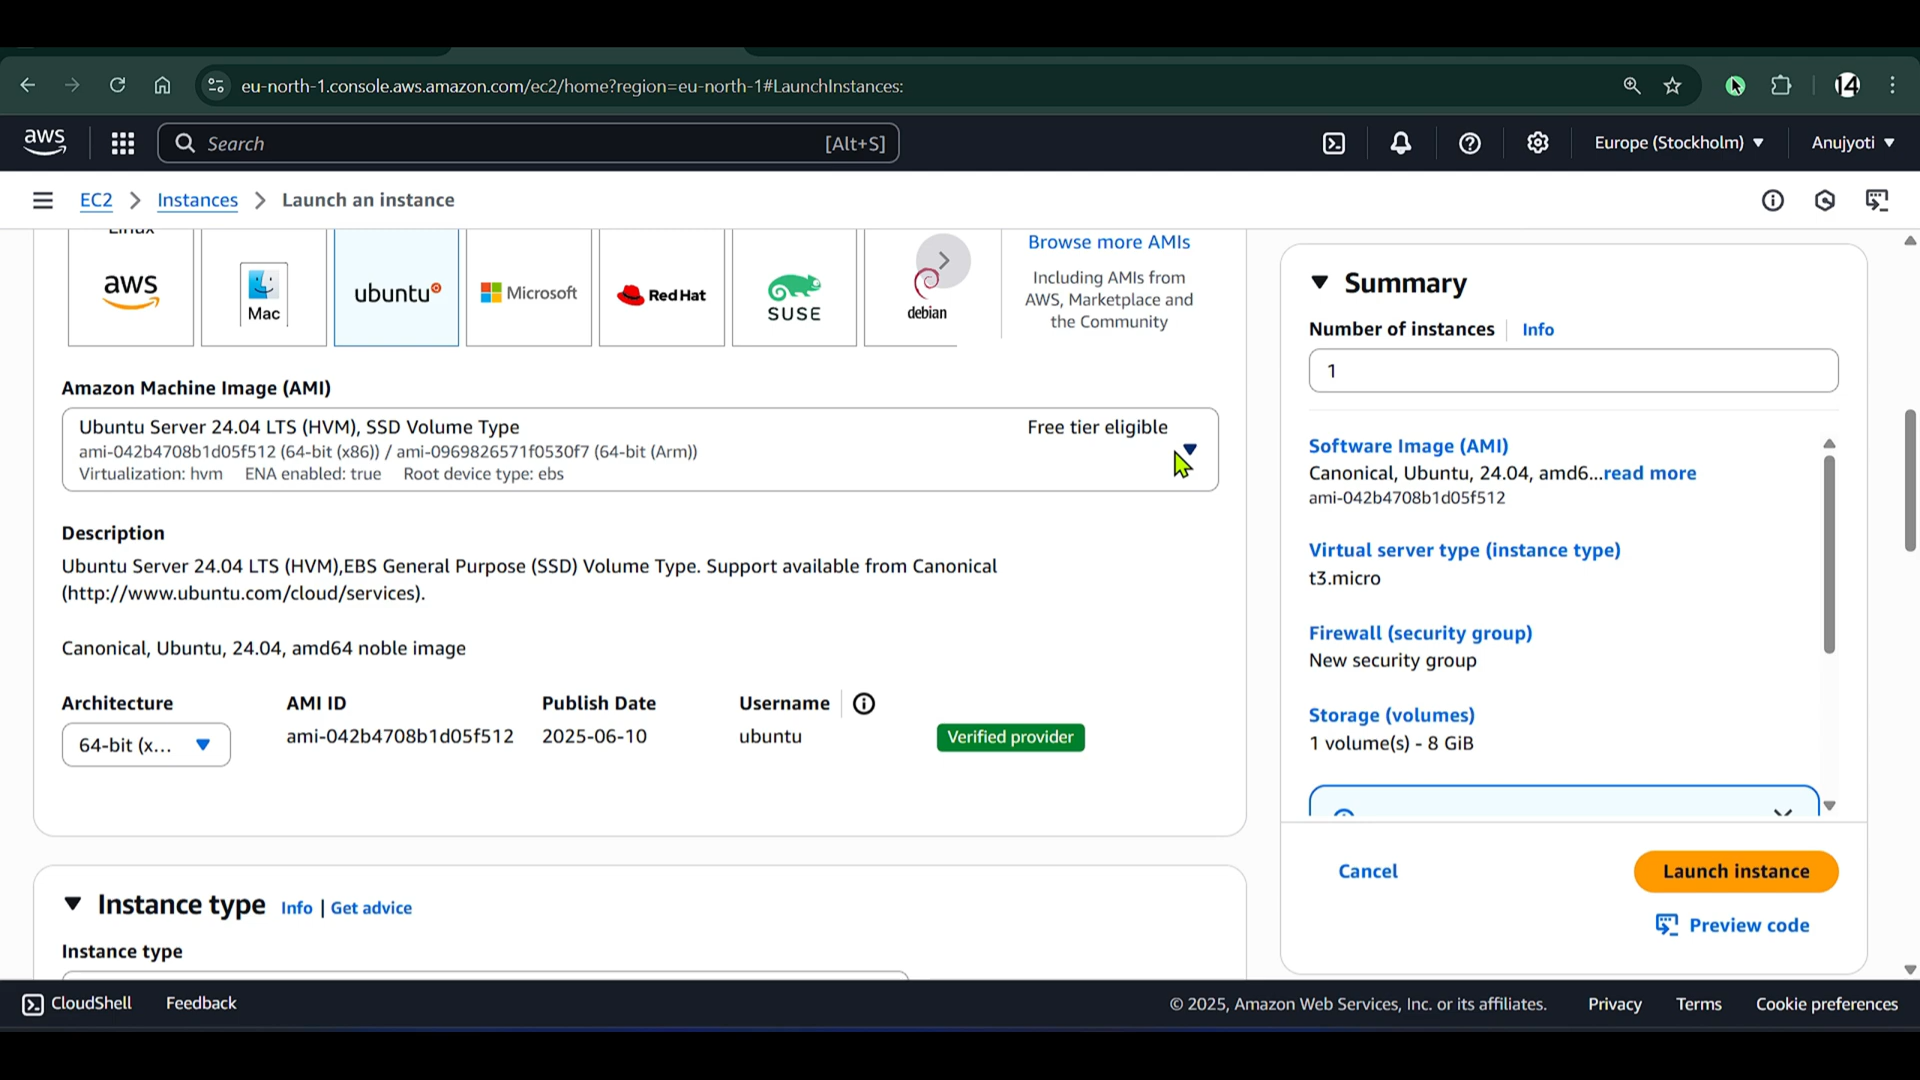 eu-north-1.console.aws.amazon.com/ec2/home?region=eu-north-1#LaunchInstances:
14
aws
Search
[Alt+S]
Europe (Stockholm)
Anujyoti
EC2
Instances
Launch an instance
Linux
aws
Mac
ubuntu
Microsoft
Red Hat
SUSE
debian
Browse more AMIs
Including AMIs from
AWS, Marketplace and
the Community
Amazon Machine Image (AMI)
Ubuntu Server 24.04 LTS (HVM), SSD Volume Type
Free tier eligible
ami-042b4708b1d05f512 (64-bit (x86)) / ami-0969826571f0530f7 (64-bit (Arm))
Virtualization: hvm ENA enabled: true Root device type: ebs
Description
Ubuntu Server 24.04 LTS (HVM),EBS General Purpose (SSD) Volume Type. Support available from Canonical
(http://www.ubuntu.com/cloud/services).
Canonical, Ubuntu, 24.04, amd64 noble image
Architecture AMI ID Publish Date Username
64-bit (x... ami-042b4708b1d05f512 2025-06-10 ubuntu Verified provider
Instance type Info | Get advice
Instance type
Summary
Number of instances Info
1
Software Image (AMI)
Canonical, Ubuntu, 24.04, amd6...read more
ami-042b4708b1d05f512
Virtual server type (instance type)
t3.micro
Firewall (security group)
New security group
Storage (volumes)
1 volume(s) - 8 GiB
Cancel
Launch instance
Preview code
CloudShell Feedback
© 2025, Amazon Web Services, Inc. or its affiliates. Privacy Terms Cookie preferences